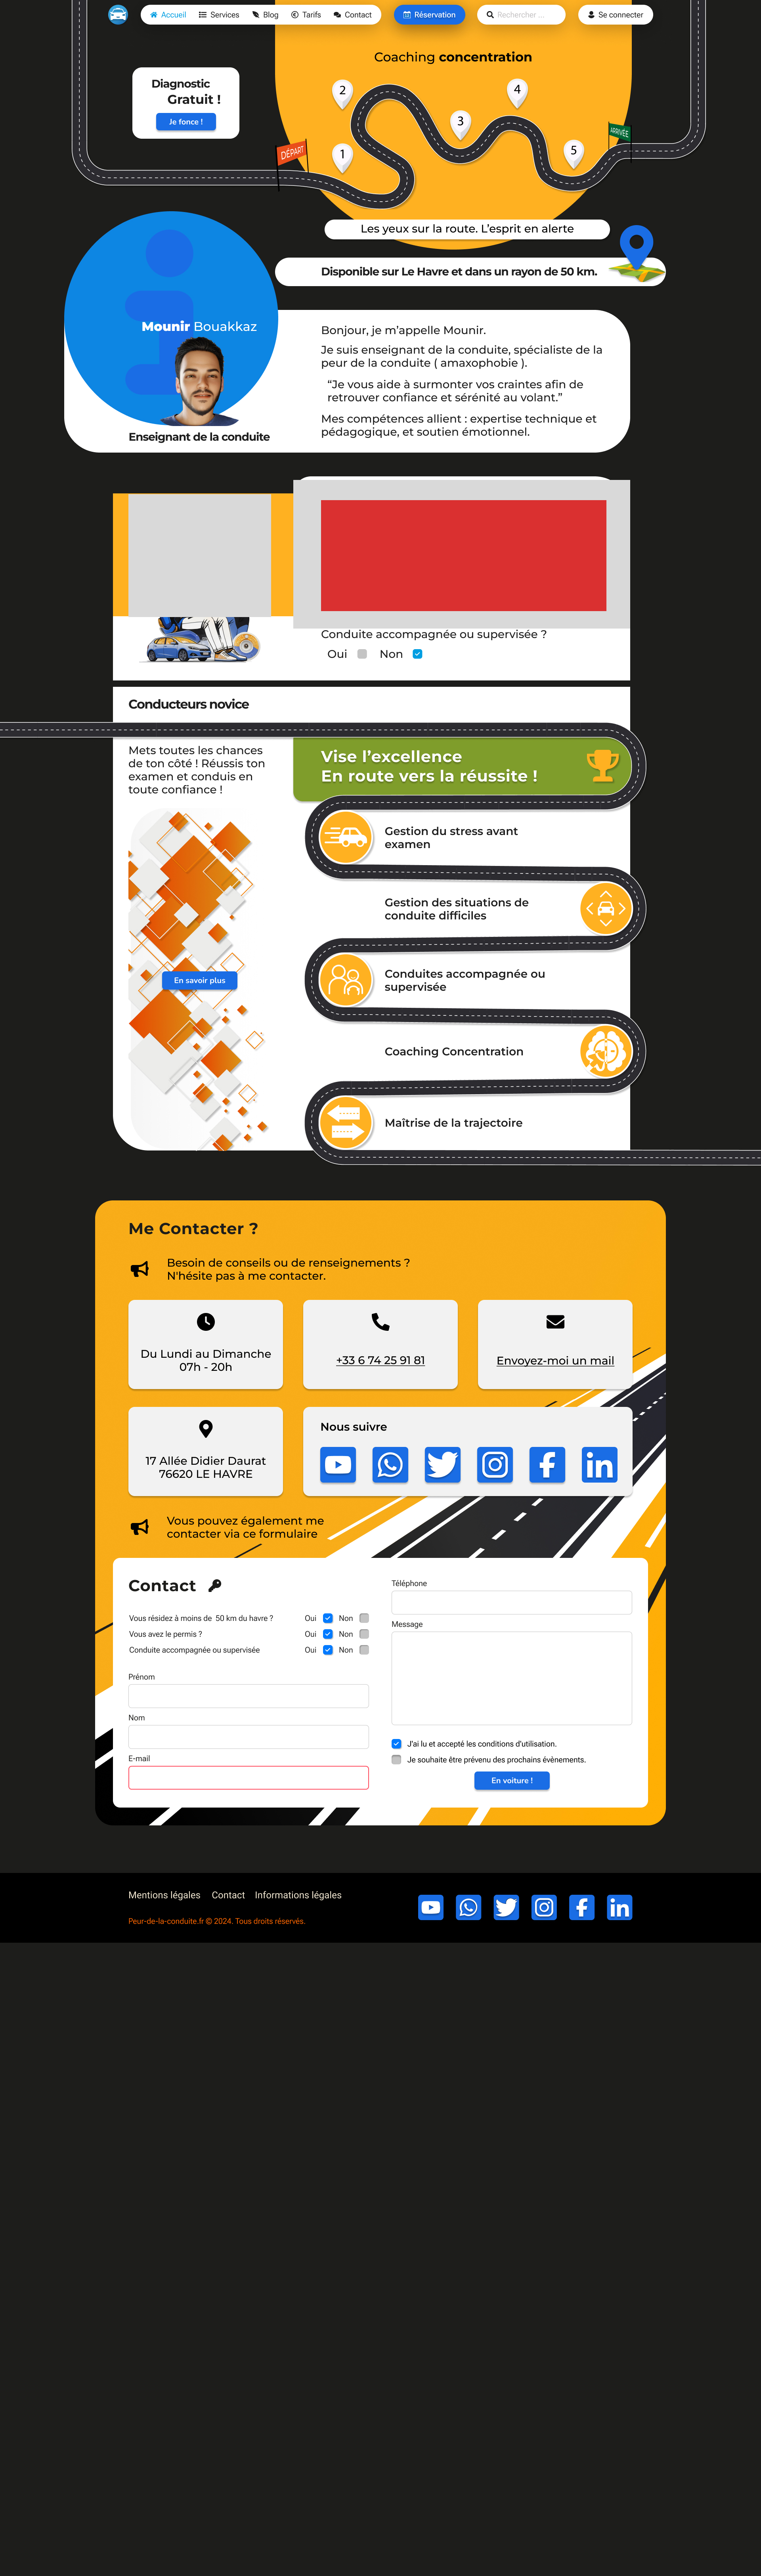 Accueil
Services
Blog
Tarifs
Contact
Réservation
Rechercher ...
Se connecter
Coaching concentration
Diagnostic
Gratuit !
Je fonce !
DÉPART
1
2
3
4
5
ARRIVÉE
Les yeux sur la route. L’esprit en alerte
Disponible sur Le Havre et dans un rayon de 50 km.
Mounir Bouakkaz
Enseignant de la conduite
Bonjour, je m’appelle Mounir.
Je suis enseignant de la conduite, spécialiste de la
peur de la conduite ( amaxophobie ).
“Je vous aide à surmonter vos craintes afin de
retrouver confiance et sérénité au volant.”
Mes compétences allient : expertise technique et
pédagogique, et soutien émotionnel.
Conduite accompagnée ou supervisée ?
Oui
Non
Conducteurs novice
Mets toutes les chances
de ton côté ! Réussis ton
examen et conduis en
toute confiance !
En savoir plus
Vise l’excellence
En route vers la réussite !
Gestion du stress avant
examen
Gestion des situations de
conduite difficiles
Conduites accompagnée ou
supervisée
Coaching Concentration
Maîtrise de la trajectoire
Me Contacter ?
Besoin de conseils ou de renseignements ?
N'hésite pas à me contacter.
Du Lundi au Dimanche
07h - 20h
+33 6 74 25 91 81
Envoyez-moi un mail
17 Allée Didier Daurat
76620 LE HAVRE
Nous suivre
Vous pouvez également me
contacter via ce formulaire
Contact
Vous résidez à moins de 50 km du havre ?
Oui
Non
Vous avez le permis ?
Oui
Non
Conduite accompagnée ou supervisée
Oui
Non
Prénom
Nom
E-mail
Téléphone
Message
J'ai lu et accepté les conditions d'utilisation.
Je souhaite être prévenu des prochains évènements.
En voiture !
Mentions légales
Contact
Informations légales
Peur-de-la-conduite.fr © 2024. Tous droits réservés.